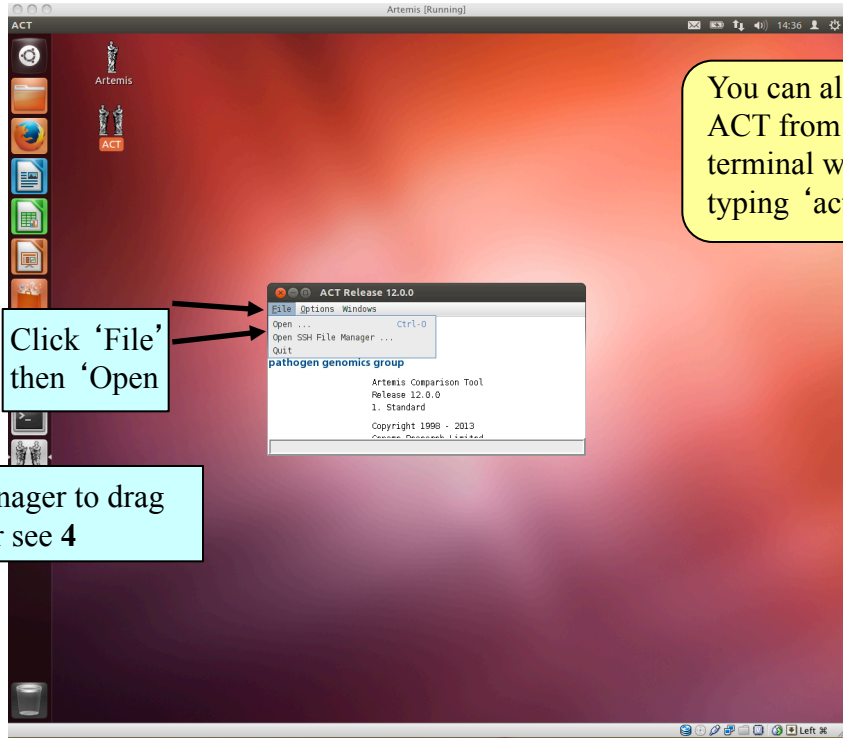 Artemis [Running]
ACT
14:36
Artemis
ACT
You can al
ACT from
terminal w
typing ‘ac
ACT Release 12.0.0
File Options Windows
Open ... Ctrl-O
Open SSH File Manager ...
Quit
pathogen genomics group
Artemis Comparison Tool
Release 12.0.0
1. Standard
Copyright 1998 - 2013
Click ‘File’
then ‘Open
nager to drag
r see 4
Left ⌘